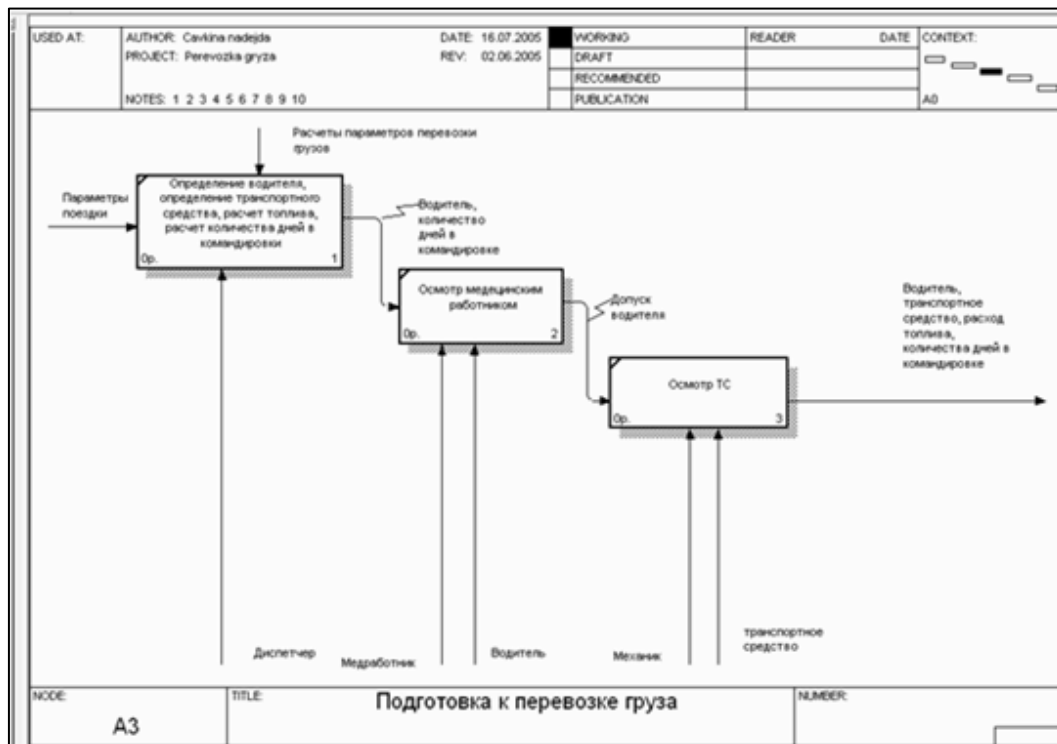 USED AT:
AUTHOR: Cavkina nadejda
DATE: 16.07.2005
PROJECT: Perevozka gryza
REV: 02.06.2005
NOTES: 1 2 3 4 5 6 7 8 9 10
WORKING
DRAFT
RECOMMENDED
PUBLICATION
READER
DATE
CONTEXT:
A0
Расчеты параметров перевозки
грузов
Параметры
поездки
Определение водителя,
определение транспортного
средства, расчет топлива,
расчет количества дней в
командировки
0р.
1
Водитель,
количество
дней в
командировке
Осмотр медецинским
работником
0р.
2
Допуск
водителя
Осмотр ТС
0р.
3
Водитель,
транспортное
средство, расход
топлива,
количества дней в
командировке
Диспетчер
Медработник
Водитель
Механик
транспортное
средство
NODE:
A3
TITLE:
Подготовка к перевозке груза
NUMBER: